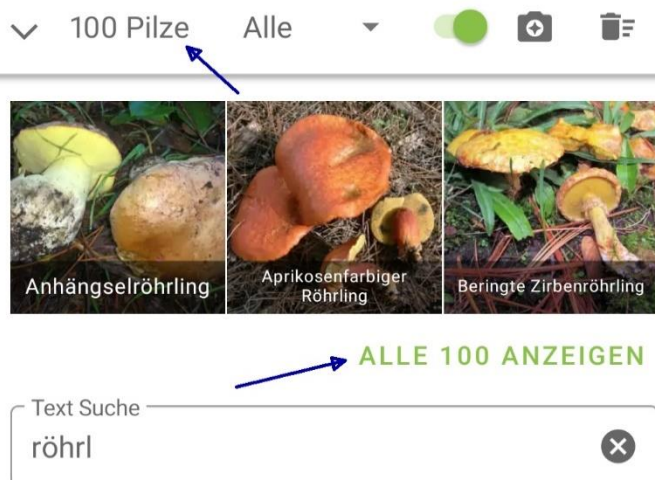 100 Pilze Alle
Anhängselröhrling
Aprikosenfarbiger
Röhrling
Beringte Zirbenröhrling
ALLE 100 ANZEIGEN
Text Suche
röhrl